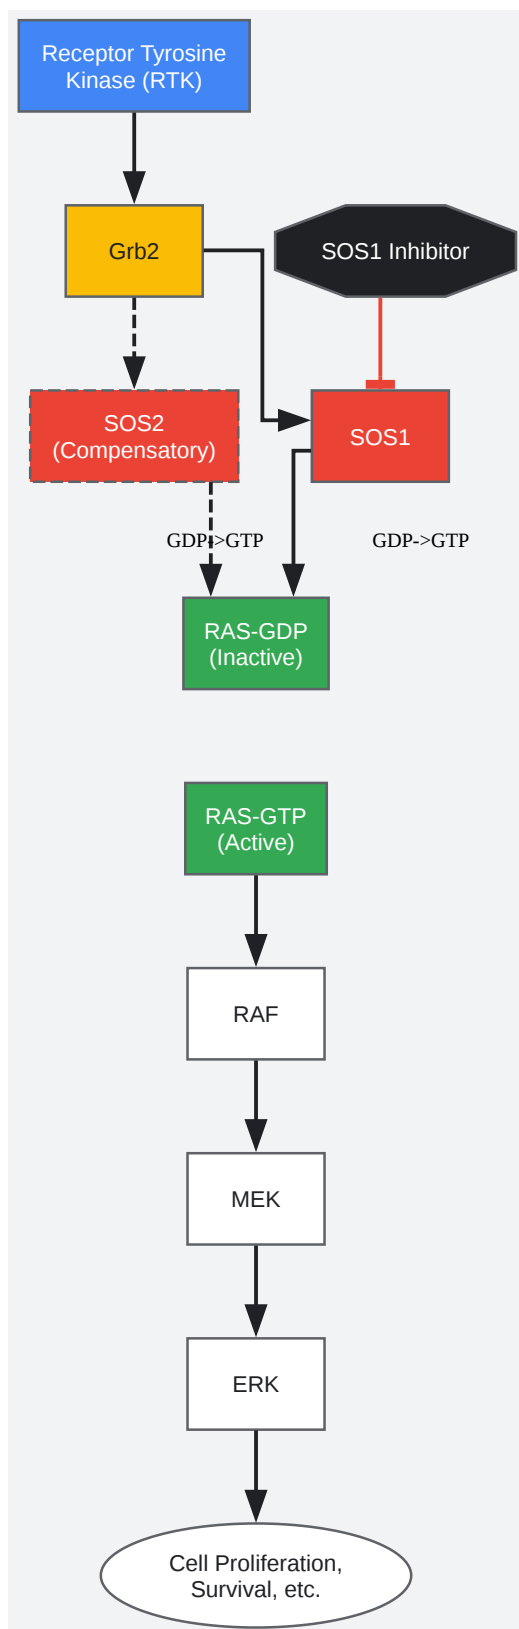 Receptor Tyrosine
Kinase (RTK)
Grb2
SOS1 Inhibitor
SOS2
(Compensatory)
SOS1
GDP->GTP
GDP->GTP
RAS-GDP
(Inactive)
RAS-GTP
(Active)
RAF
MEK
ERK
Cell Proliferation,
Survival, etc.